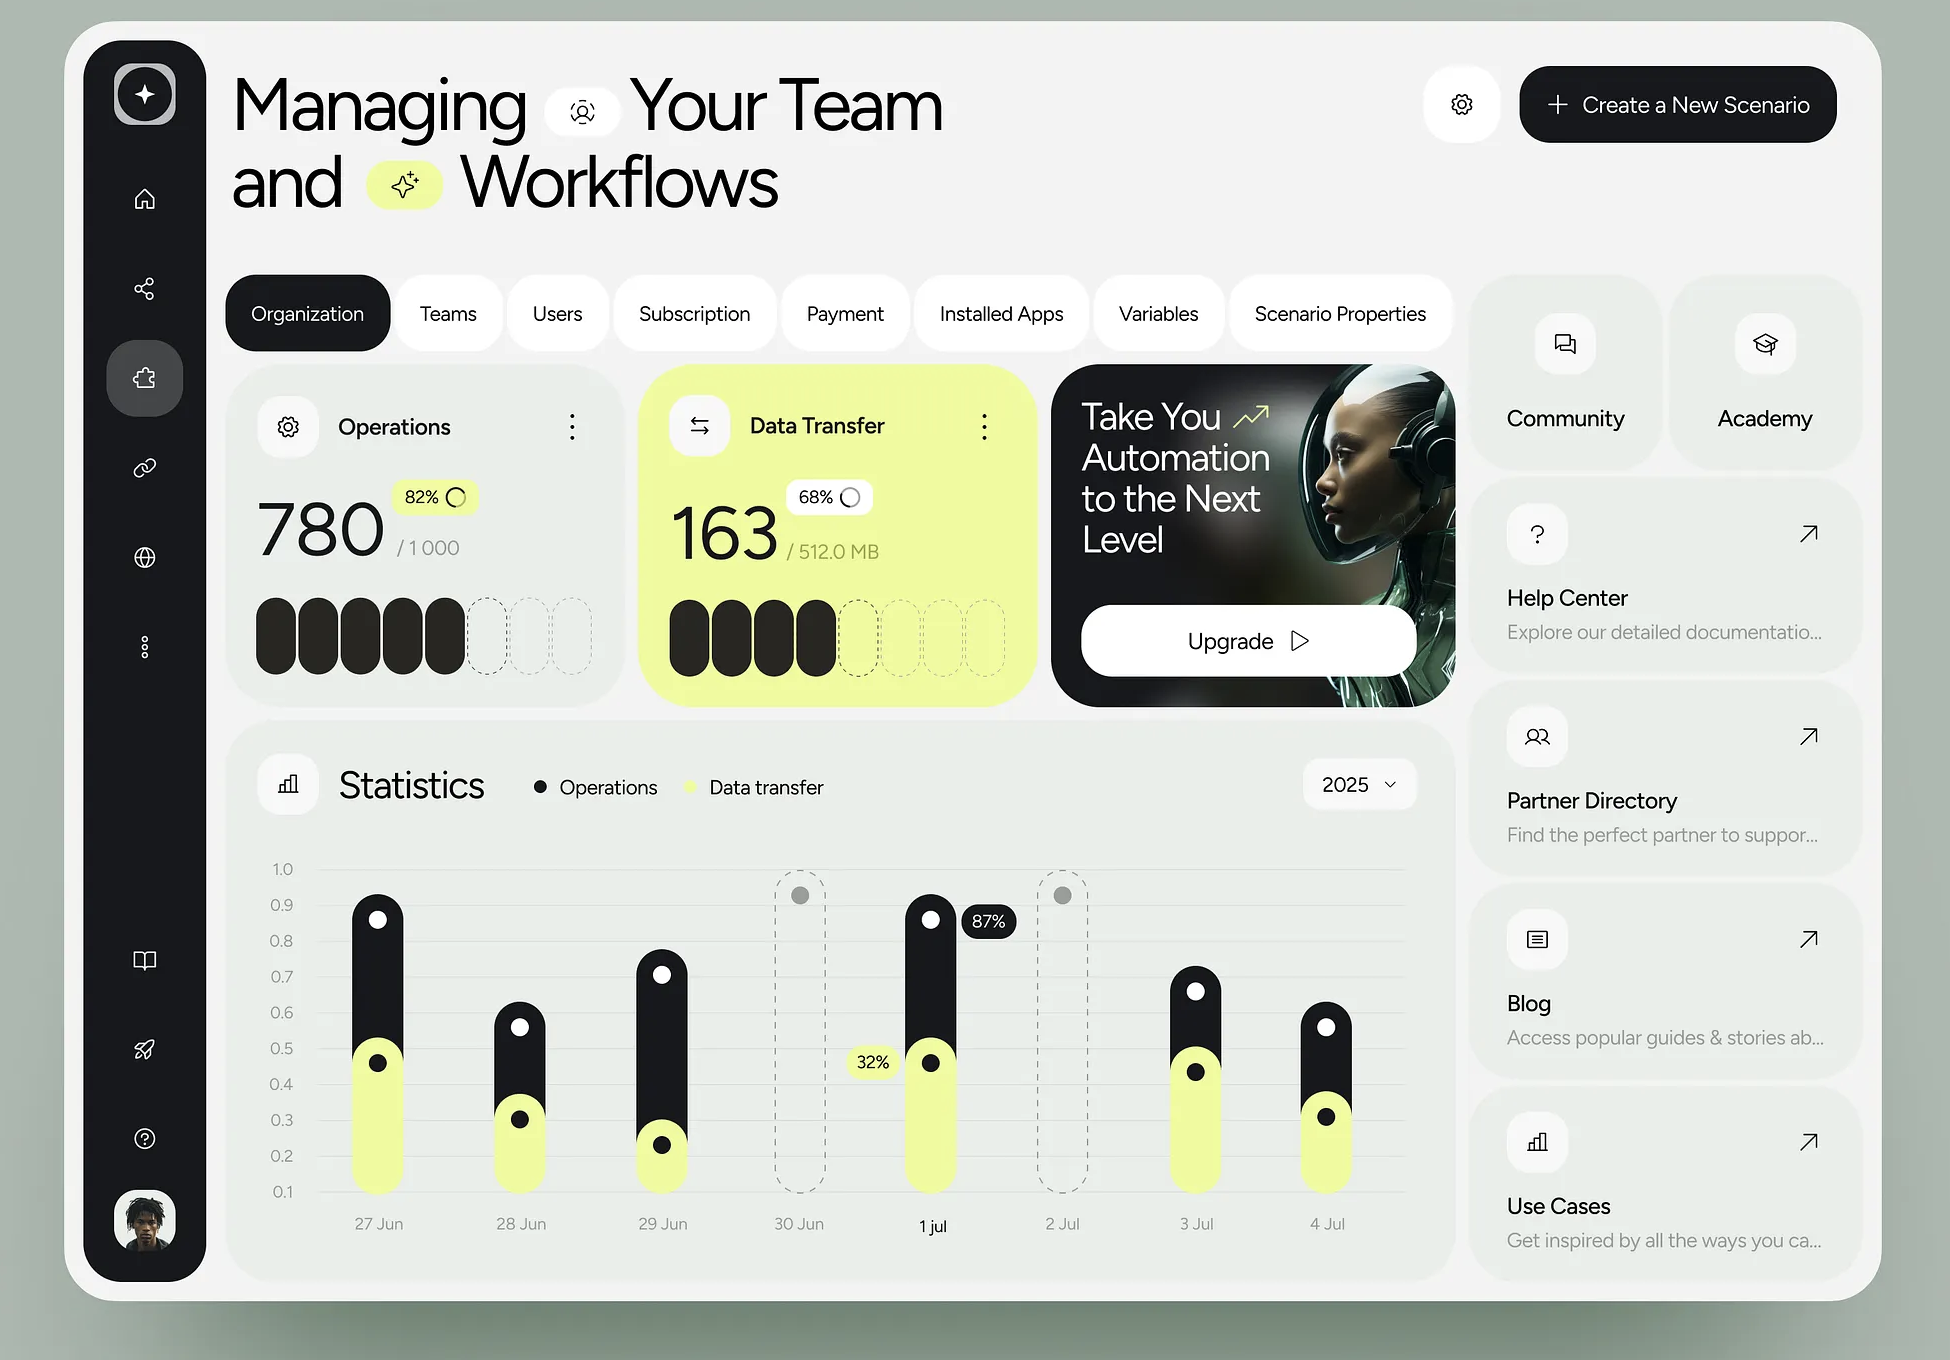 Managing Your Team
and Workflows
Create a New Scenario
Organization
Teams
Users
Subscription
Payment
Installed Apps
Variables
Scenario Properties
Operations
780
82%
/ 1 000
Data Transfer
163
68%
/ 512.0 MB
Take You
Automation
to the Next
Level
Upgrade
Community
Academy
?
Help Center
Explore our detailed documentatio...
Partner Directory
Find the perfect partner to suppor...
Blog
Access popular guides & stories ab...
Use Cases
Get inspired by all the ways you ca...
Statistics
Operations
Data transfer
2025
1.0
0.9
0.8
0.7
0.6
0.5
0.4
0.3
0.2
0.1
87%
32%
27 Jun
28 Jun
29 Jun
30 Jun
1 jul
2 Jul
3 Jul
4 Jul